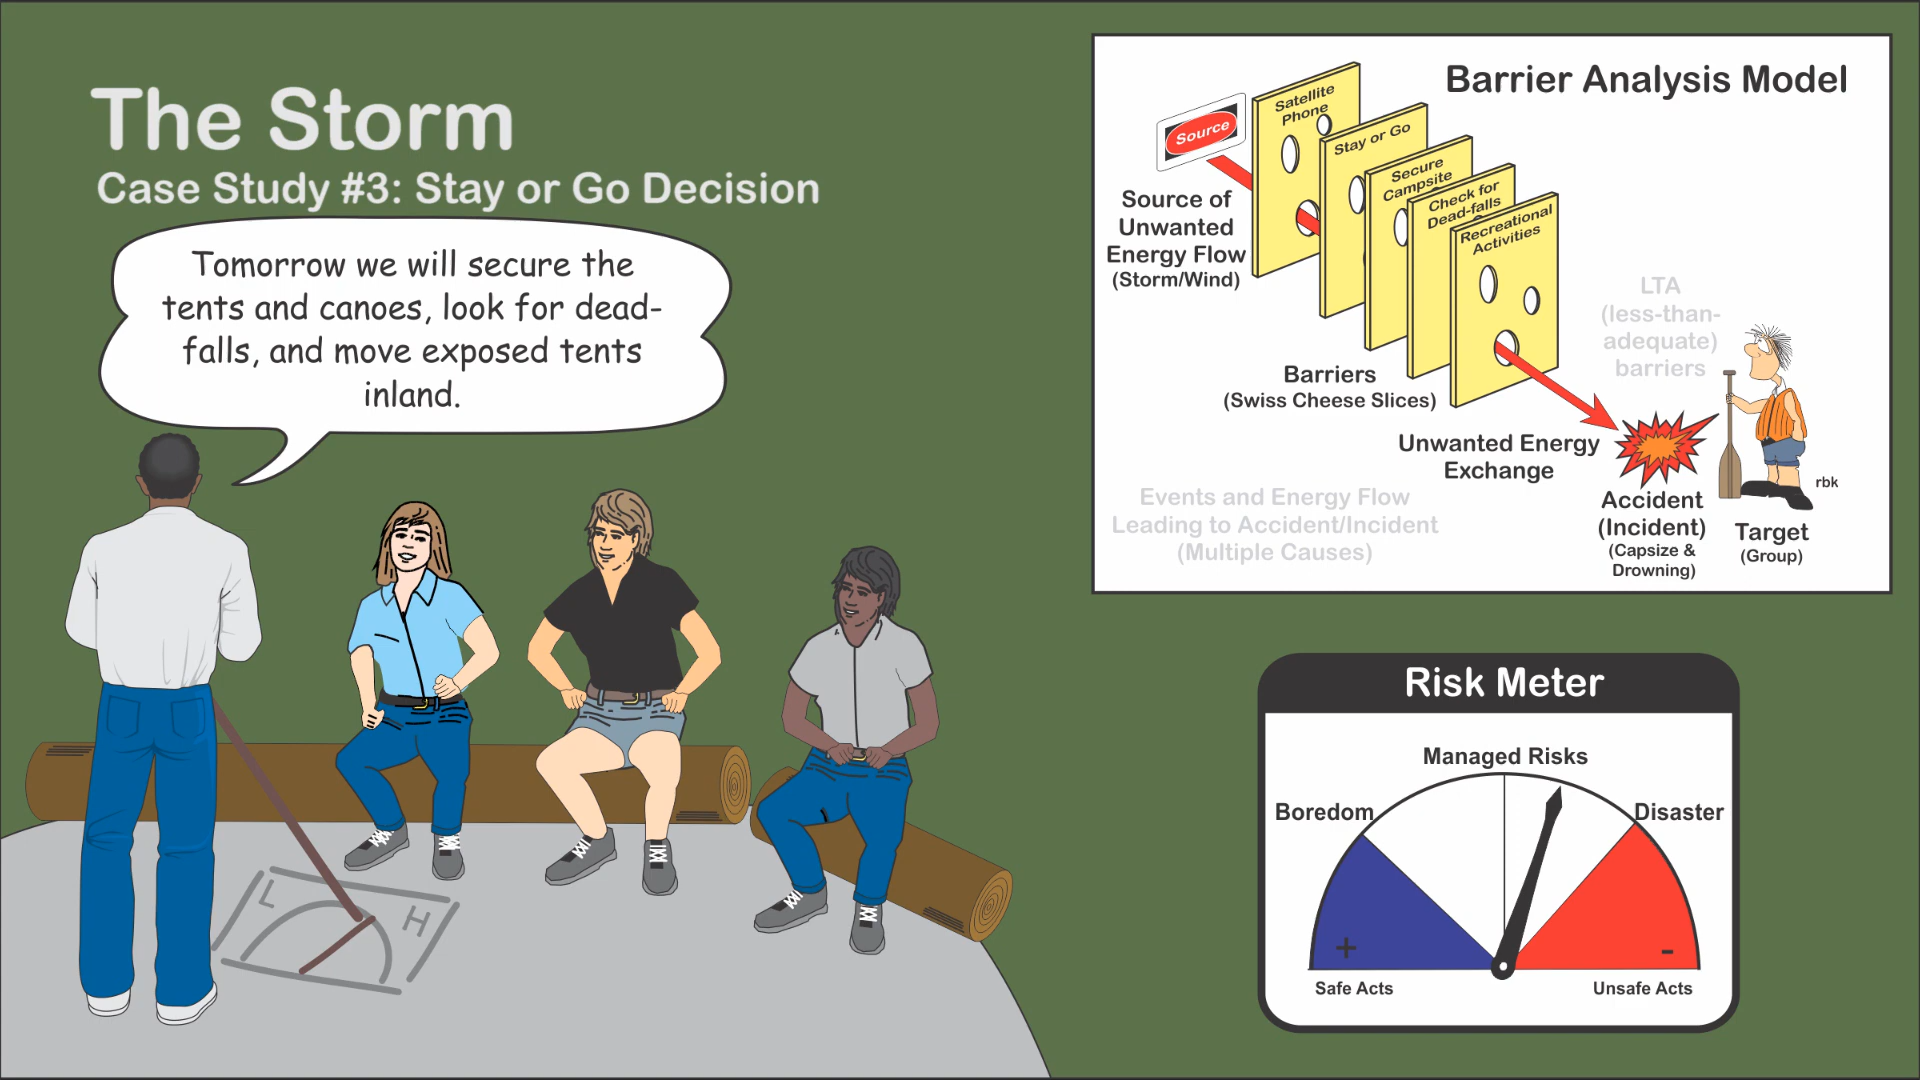 The Storm
Case Study #3: Stay or Go Decision
Tomorrow we will secure the
tents and canoes, look for dead-
falls, and move exposed tents
inland.
L
H
Barrier Analysis Model
Source
Satellite
Phone
Stay or Go
Secure
Campsite
Check for
Dead-falls
Recreational
Activities
Source of
Unwanted
Energy Flow
(Storm/Wind)
LTA
(less-than-
adequate)
barriers
Barriers
(Swiss Cheese Slices)
Unwanted Energy
Exchange
Events and Energy Flow
Leading to Accident/Incident
(Multiple Causes)
Accident
(Incident)
(Capsize &
Drowning)
Target
(Group)
rbk
Risk Meter
Managed Risks
Boredom
Disaster
+
-
Safe Acts
Unsafe Acts